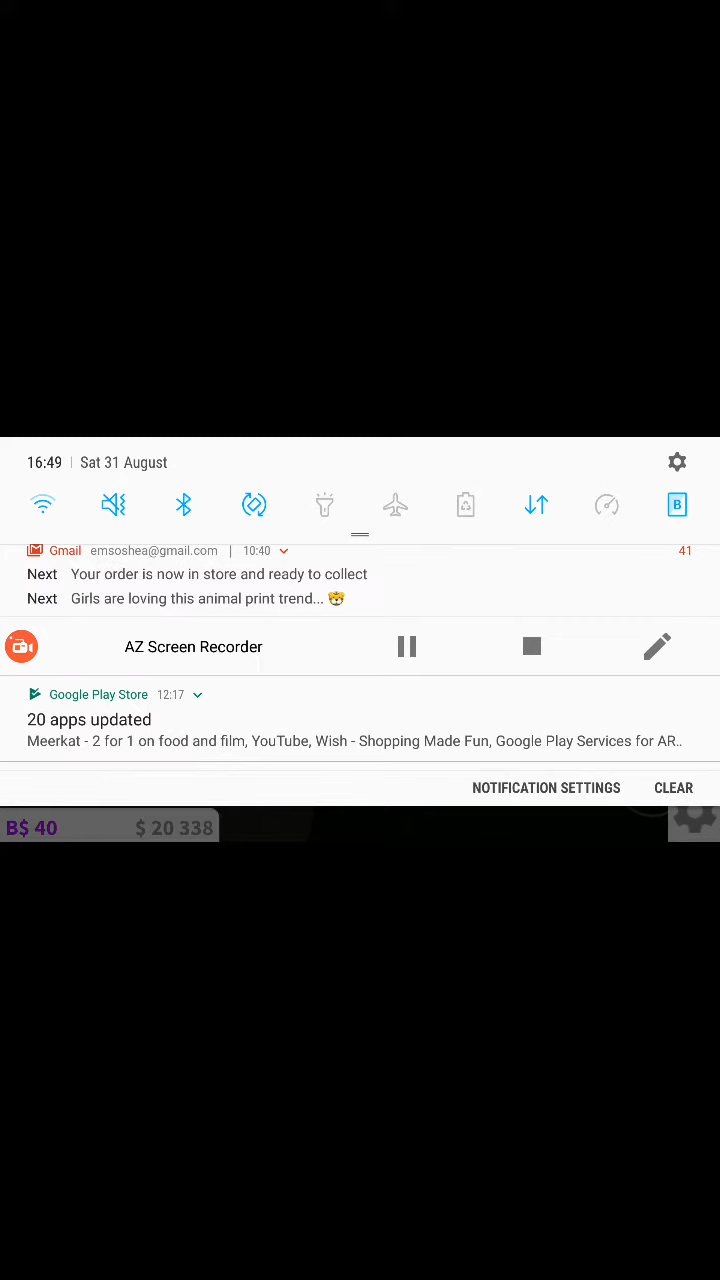 16:49 | Sat 31 August
B
Gmail emsoshea@gmail.com | 10:40 41
Next Your order is now in store and ready to collect
Next Girls are loving this animal print trend... 🐯
AZ Screen Recorder
Google Play Store 12:17
20 apps updated
Meerkat - 2 for 1 on food and film, YouTube, Wish - Shopping Made Fun, Google Play Services for AR..
NOTIFICATION SETTINGS CLEAR
B$ 40 $ 20 338